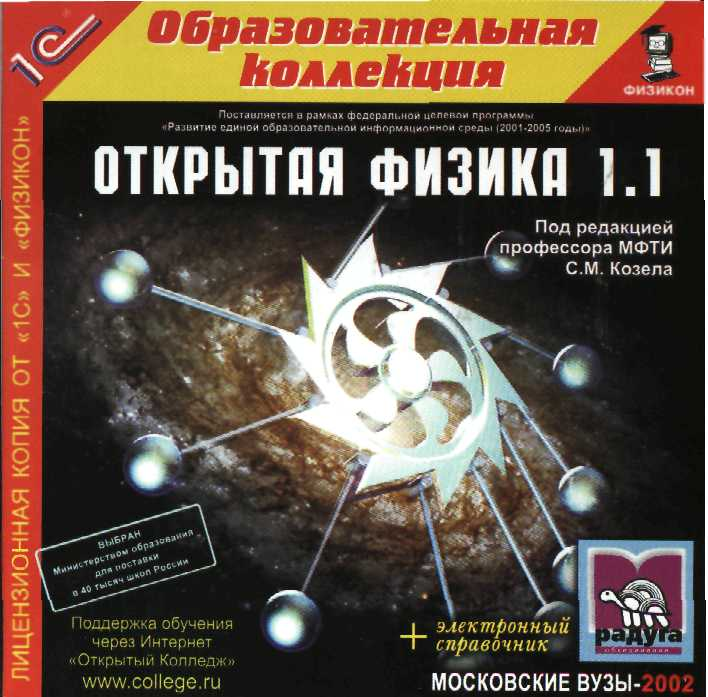 1С
Образовательная
коллекция
ФИЗИКОН
Поставляется в рамках федеральной целевой программы
«Развитие единой образовательной информационной среды (2001-2005 годы)»
ОТКРЫТАЯ ФИЗИКА 1.1
Под редакцией
профессора МФТИ
С.М. Козела
ЛИЦЕНЗИОННАЯ КОПИЯ ОТ «1С» И «ФИЗИКОН»
ВЫБРАН
Министерством образования
для поставки
в 40 тысяч школ России
Поддержка обучения
через Интернет
«Открытый Колледж»
www.college.ru
+ электронный
справочник
радуга
объединение
МОСКОВСКИЕ ВУЗЫ-2002